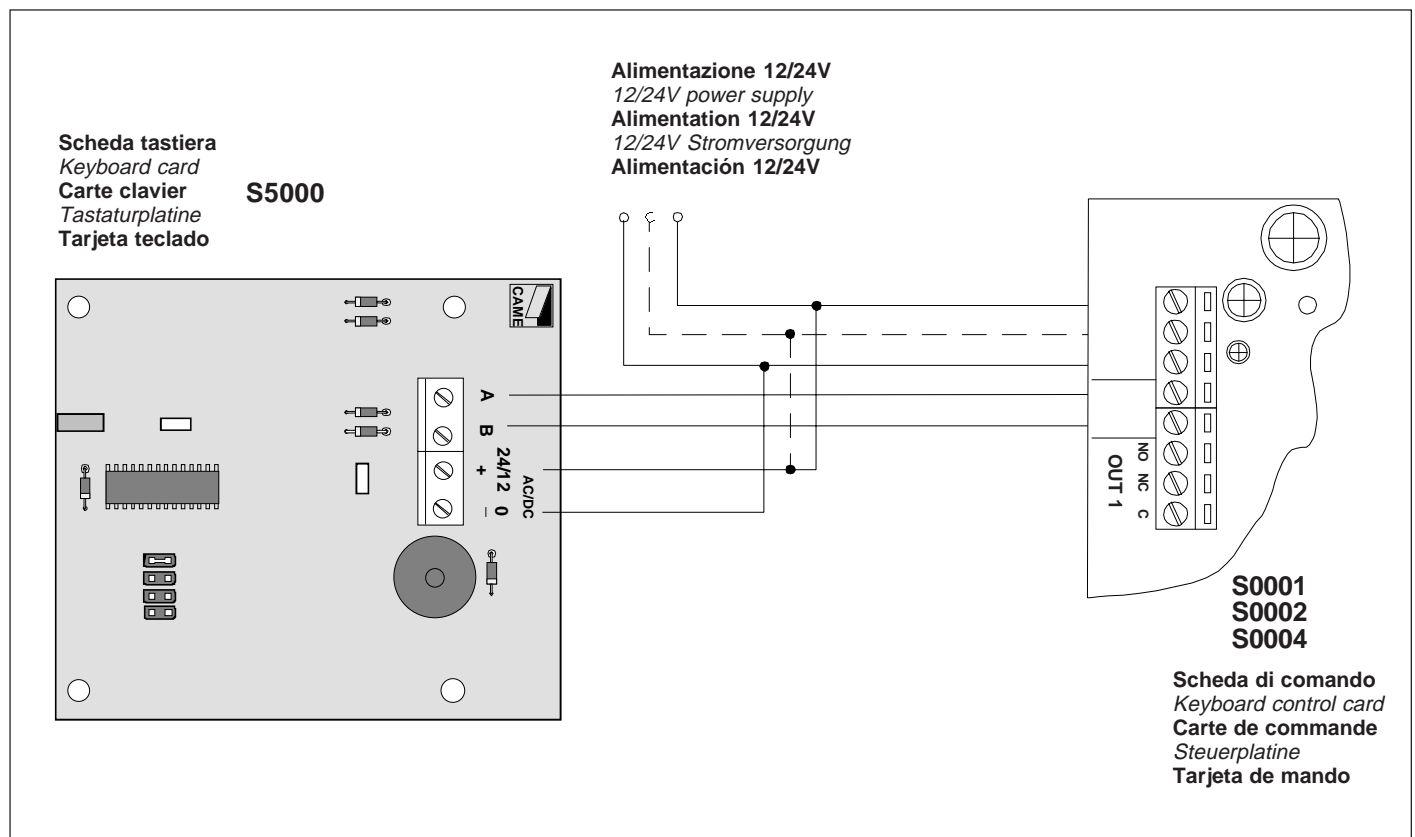 Alimentazione 12/24V
12/24V power supply
Alimentation 12/24V
12/24V Stromversorgung
Alimentación 12/24V
Scheda tastiera
Keyboard card
Carte clavier
Tastaturplatine
Tarjeta teclado
S5000
CAME
A
B
24/12 0
+ –
AC/DC
NO NC C
OUT 1
S0001
S0002
S0004
Scheda di comando
Keyboard control card
Carte de commande
Steuerplatine
Tarjeta de mando